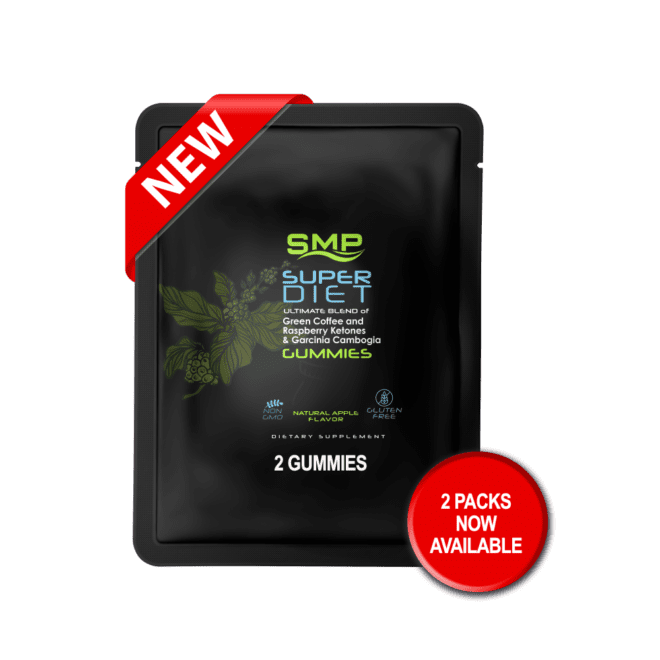 NEW
SMP
SUPER
DIET
ULTIMATE BLEND of
Green Coffee and
Raspberry Ketones
& Garcinia Cambogia
GUMMIES
NON
GMO
NATURAL APPLE
FLAVOR
GLUTEN
FREE
DIETARY SUPPLEMENT
2 GUMMIES
2 PACKS
NOW
AVAILABLE